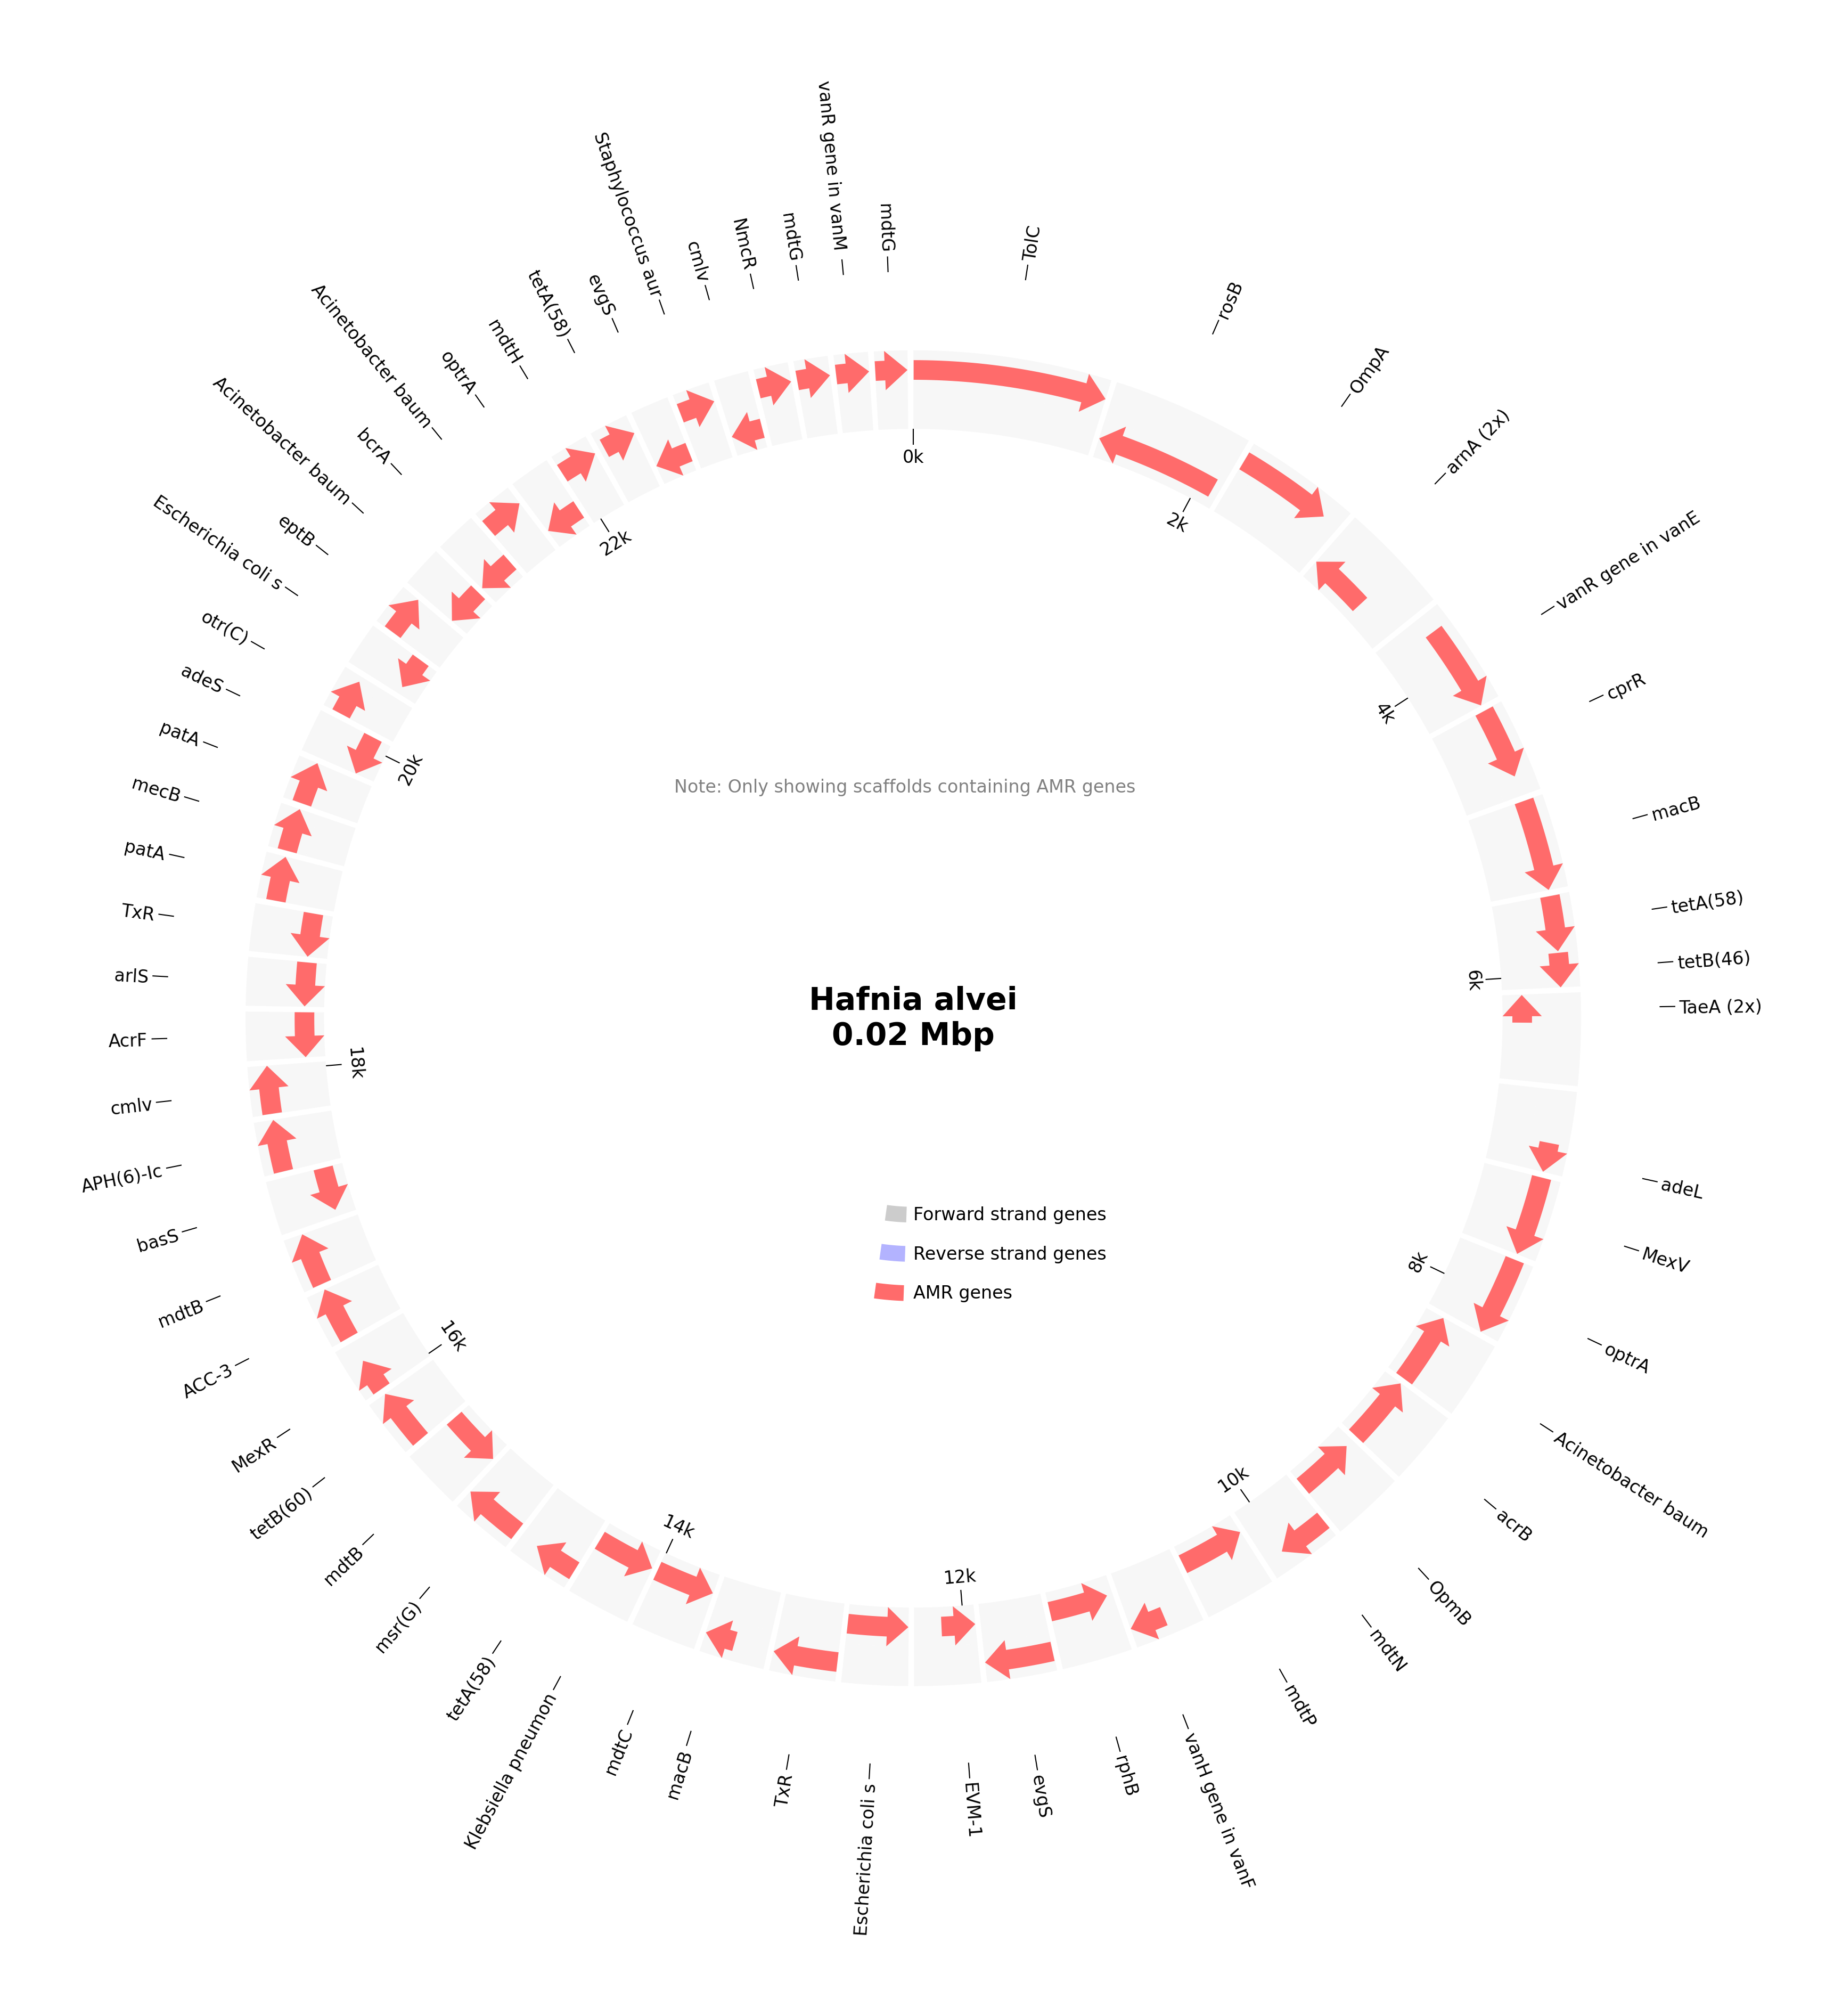 TolC
rosB
OmpA
arnA (2x)
vanR gene in vanE
cprR
macB
tetA(58)
tetB(46)
TaeA (2x)
adeL
MexV
optrA
Acinetobacter baum
acrB
OpmB
mdtN
mdtP
vanH gene in vanF
rphB
evgS
EVM-1
Escherichia coli s
TxR
macB
mdtC
Klebsiella pneumon
tetA(58)
msr(G)
mdtB
tetB(60)
MexR
ACC-3
mdtB
basS
APH(6)-Ic
cmlv
AcrF
arlS
TxR
patA
mecB
patA
adeS
otr(C)
Escherichia coli s
eptB
Acinetobacter baum
bcrA
Acinetobacter baum
optrA
mdtH
tetA(58)
evgS
Staphylococcus aur
cmlv
NmcR
mdtG
vanR gene in vanM
mdtG
0k
2k
4k
6k
8k
10k
12k
14k
16k
18k
20k
22k
Note: Only showing scaffolds containing AMR genes
Hafnia alvei
0.02 Mbp
Forward strand genes
Reverse strand genes
AMR genes